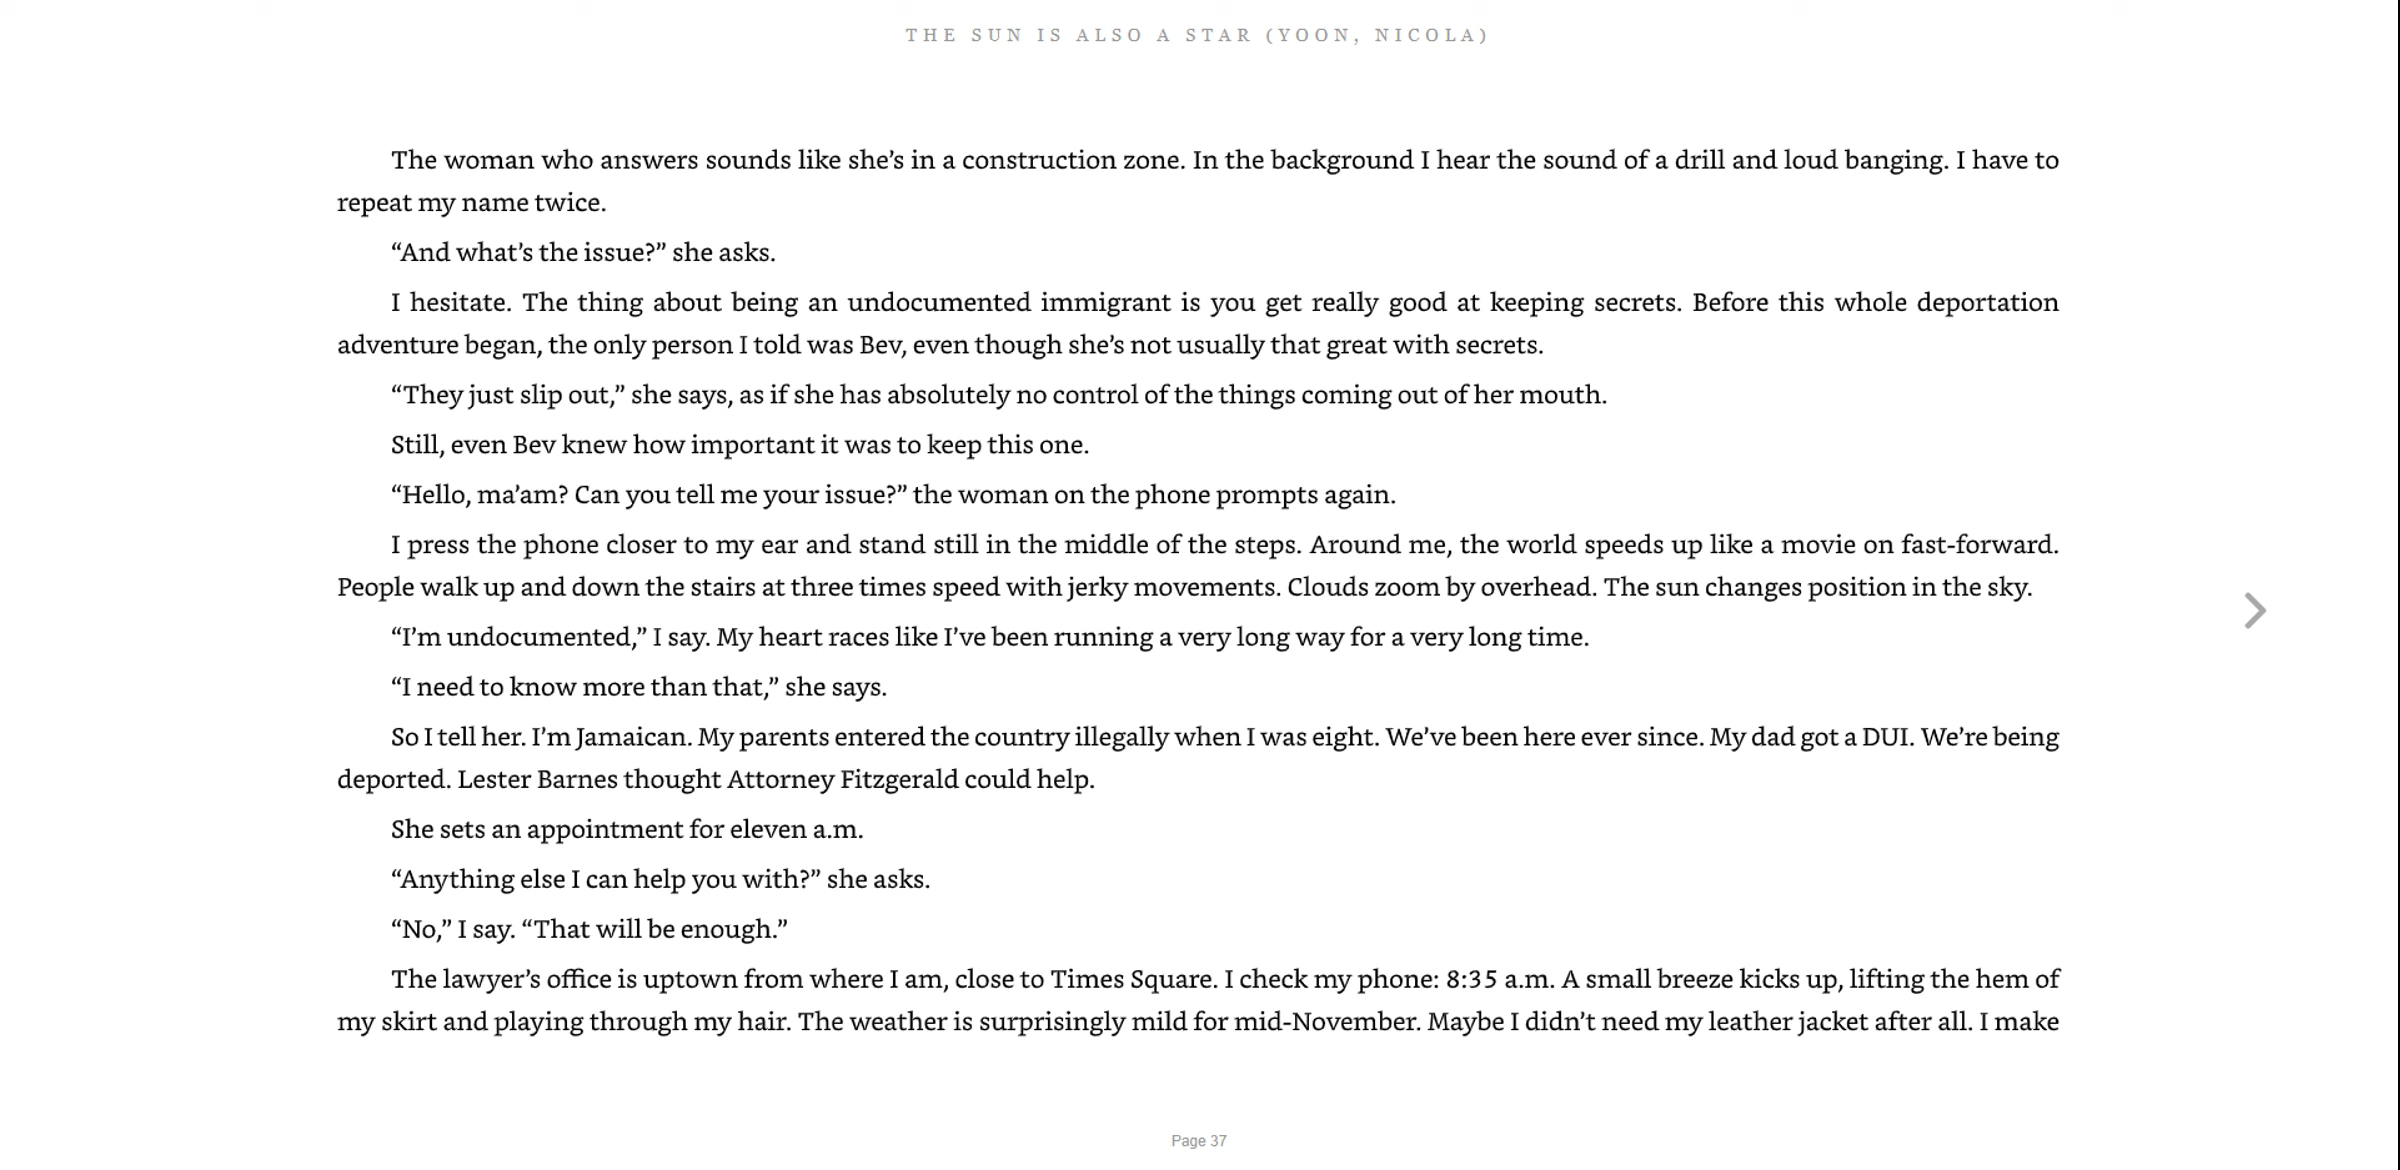 THE SUN IS ALSO A STAR (YOON, NICOLA)
The woman who answers sounds like she’s in a construction zone. In the background I hear the sound of a drill and loud banging. I have to
repeat my name twice.
“And what’s the issue?” she asks.
I hesitate. The thing about being an undocumented immigrant is you get really good at keeping secrets. Before this whole deportation
adventure began, the only person I told was Bev, even though she’s not usually that great with secrets.
“They just slip out,” she says, as if she has absolutely no control of the things coming out of her mouth.
Still, even Bev knew how important it was to keep this one.
“Hello, ma’am? Can you tell me your issue?” the woman on the phone prompts again.
I press the phone closer to my ear and stand still in the middle of the steps. Around me, the world speeds up like a movie on fast-forward.
People walk up and down the stairs at three times speed with jerky movements. Clouds zoom by overhead. The sun changes position in the sky.
“I’m undocumented,” I say. My heart races like I’ve been running a very long way for a very long time.
“I need to know more than that,” she says.
So I tell her. I’m Jamaican. My parents entered the country illegally when I was eight. We’ve been here ever since. My dad got a DUI. We’re being
deported. Lester Barnes thought Attorney Fitzgerald could help.
She sets an appointment for eleven a.m.
“Anything else I can help you with?” she asks.
“No,” I say. “That will be enough.”
The lawyer’s office is uptown from where I am, close to Times Square. I check my phone: 8:35 a.m. A small breeze kicks up, lifting the hem of
my skirt and playing through my hair. The weather is surprisingly mild for mid-November. Maybe I didn’t need my leather jacket after all. I make
Page 37